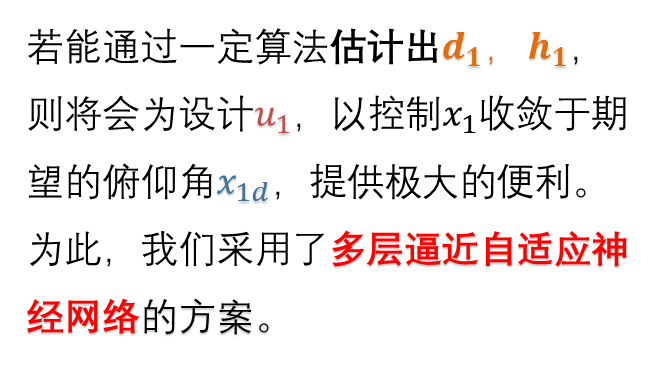 若能通过一定算法估计出d₁，h₁，
则将会为设计u₁，以控制x₁收敛于期
望的俯仰角x₁d，提供极大的便利。
为此，我们采用了多层逼近自适应神
经网络的方案。